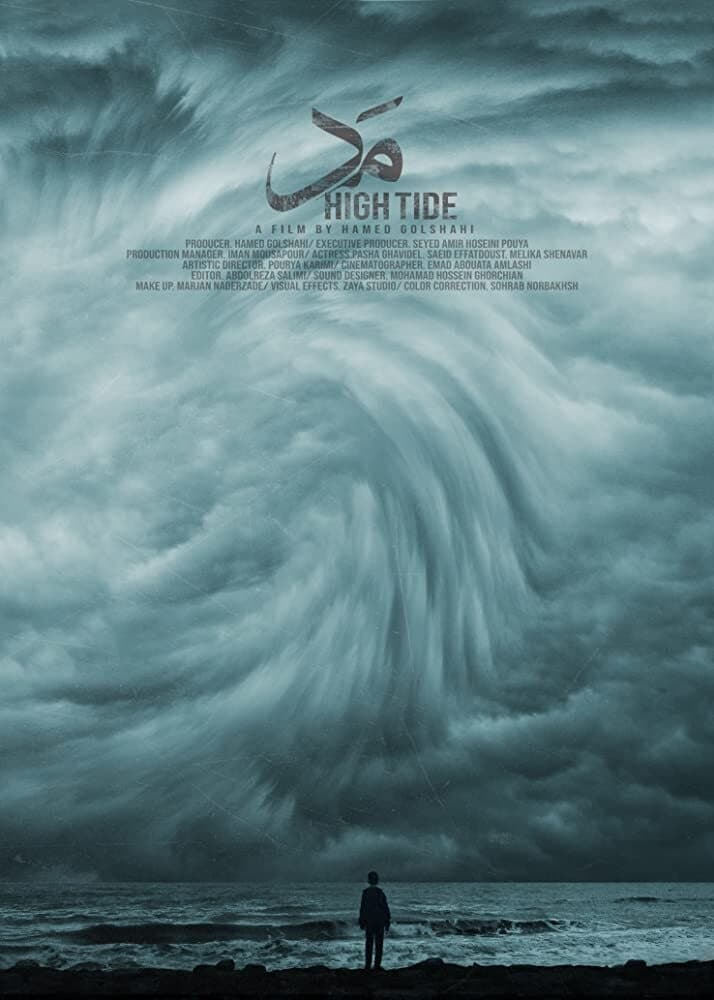 مَد
HIGH TIDE
A FILM BY HAMED GOLSHAHI
PRODUCER. HAMED GOLSHAHI/ EXECUTIVE PRODUCER. SEYED AMIR HOSEINI POUYA
PRODUCTION MANAGER. IMAN MOUSAPOUR/ ACTRESS.PASHA GHAVIDEL. SAEID EFFATDOUST. MELIKA SHENAVAR
ARTISTIC DIRECTOR. POURYA KARIMI/ CINEMATOGRAPHER. EMAD ABOUATA AMLASHI
EDITOR. ABDOLREZA SALIMI/ SOUND DESIGNER. MOHAMAD HOSSEIN GHORCHIAN
MAKE UP. MARJAN NADERZADE/ VISUAL EFFECTS. ZAYA STUDIO/ COLOR CORRECTION. SOHRAB NORBAKHSH